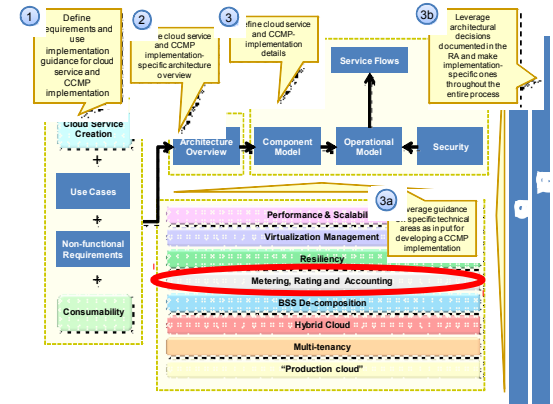 1
Define
equirements and
use
implementation
guidance for cloud
service and
CCMP
implementation
2
e cloud service
and CCMP
implementation-
specific architecture
overview
3
fine cloud service
and CCMP-
implementation
details
3b
Leverage
architectural
decisions
documented in the
RA and make
implementation-
specific ones
throughout the
entire process
Cloud Service
Creation
+
Use Cases
+
Non-functional
Requirements
+
Consumability
Architecture
Overview
Component
Model
Operational
Model
Security
Service Flows
3a
verage guidance
specific technical
areas as input for
developing a CCMP
implementation
Performance & Scalabil
Virtualization Management
Resiliency
Metering, Rating and Accounting
BSS De-composition
Hybrid Cloud
Multi-tenancy
“Production cloud”